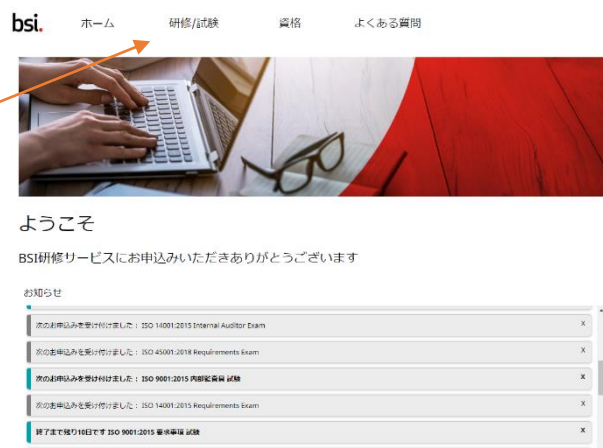 bsi. ホーム 研修/試験 資格 よくある質問
ようこそ
BSI研修サービスにお申込みいただきありがとうございます
お知らせ
次のお申込みを受け付けました： ISO 14001:2015 Internal Auditor Exam x
次のお申込みを受け付けました： ISO 45001:2018 Requirements Exam x
次のお申込みを受け付けました： ISO 9001:2015 内部監査員 試験 x
次のお申込みを受け付けました： ISO 14001:2015 Requirements Exam x
終了まで残り10日です ISO 9001:2015 要求事項 試験 x